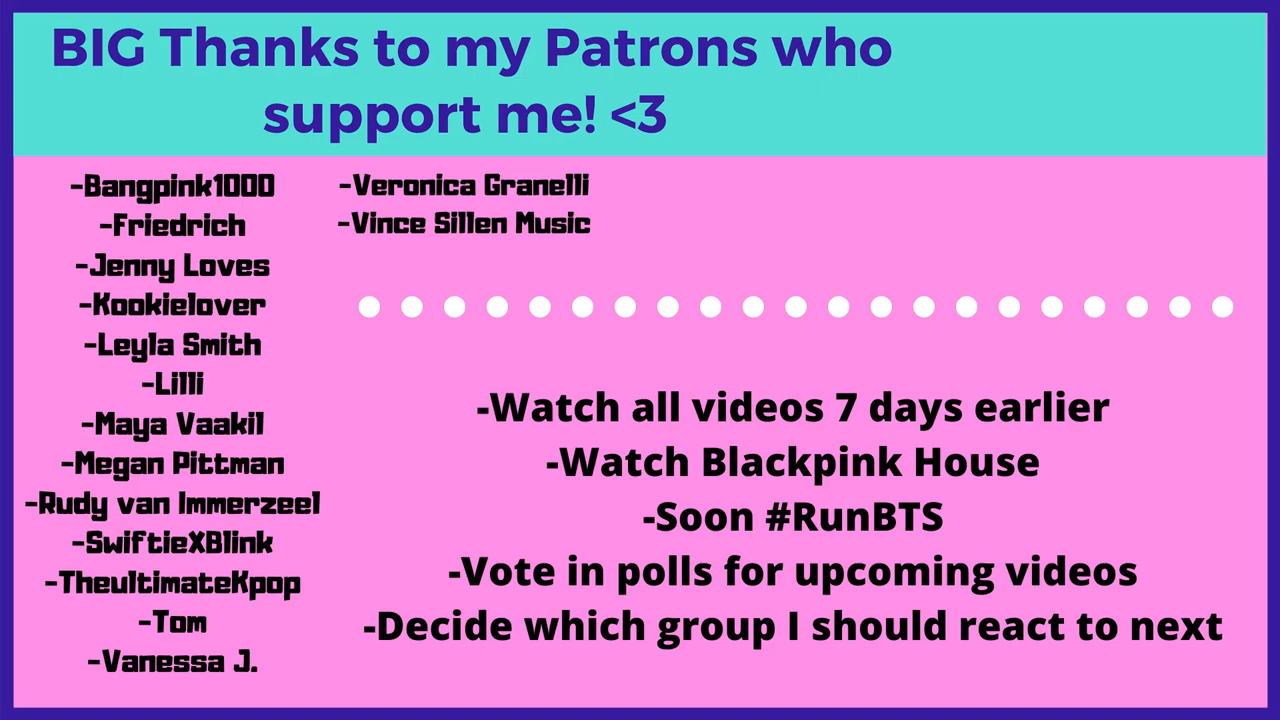 BIG Thanks to my Patrons who
support me! <3
-Bangpink1000
-Friedrich
-Jenny Loves
-Kookielover
-Leyla Smith
-Lilli
-Maya Vaakil
-Megan Pittman
-Rudy van Immerzeel
-SwiftieXBlink
-TheultimateKpop
-Tom
-Vanessa J.
-Veronica Granelli
-Vince Sillen Music
-Watch all videos 7 days earlier
-Watch Blackpink House
-Soon #RunBTS
-Vote in polls for upcoming videos
-Decide which group I should react to next